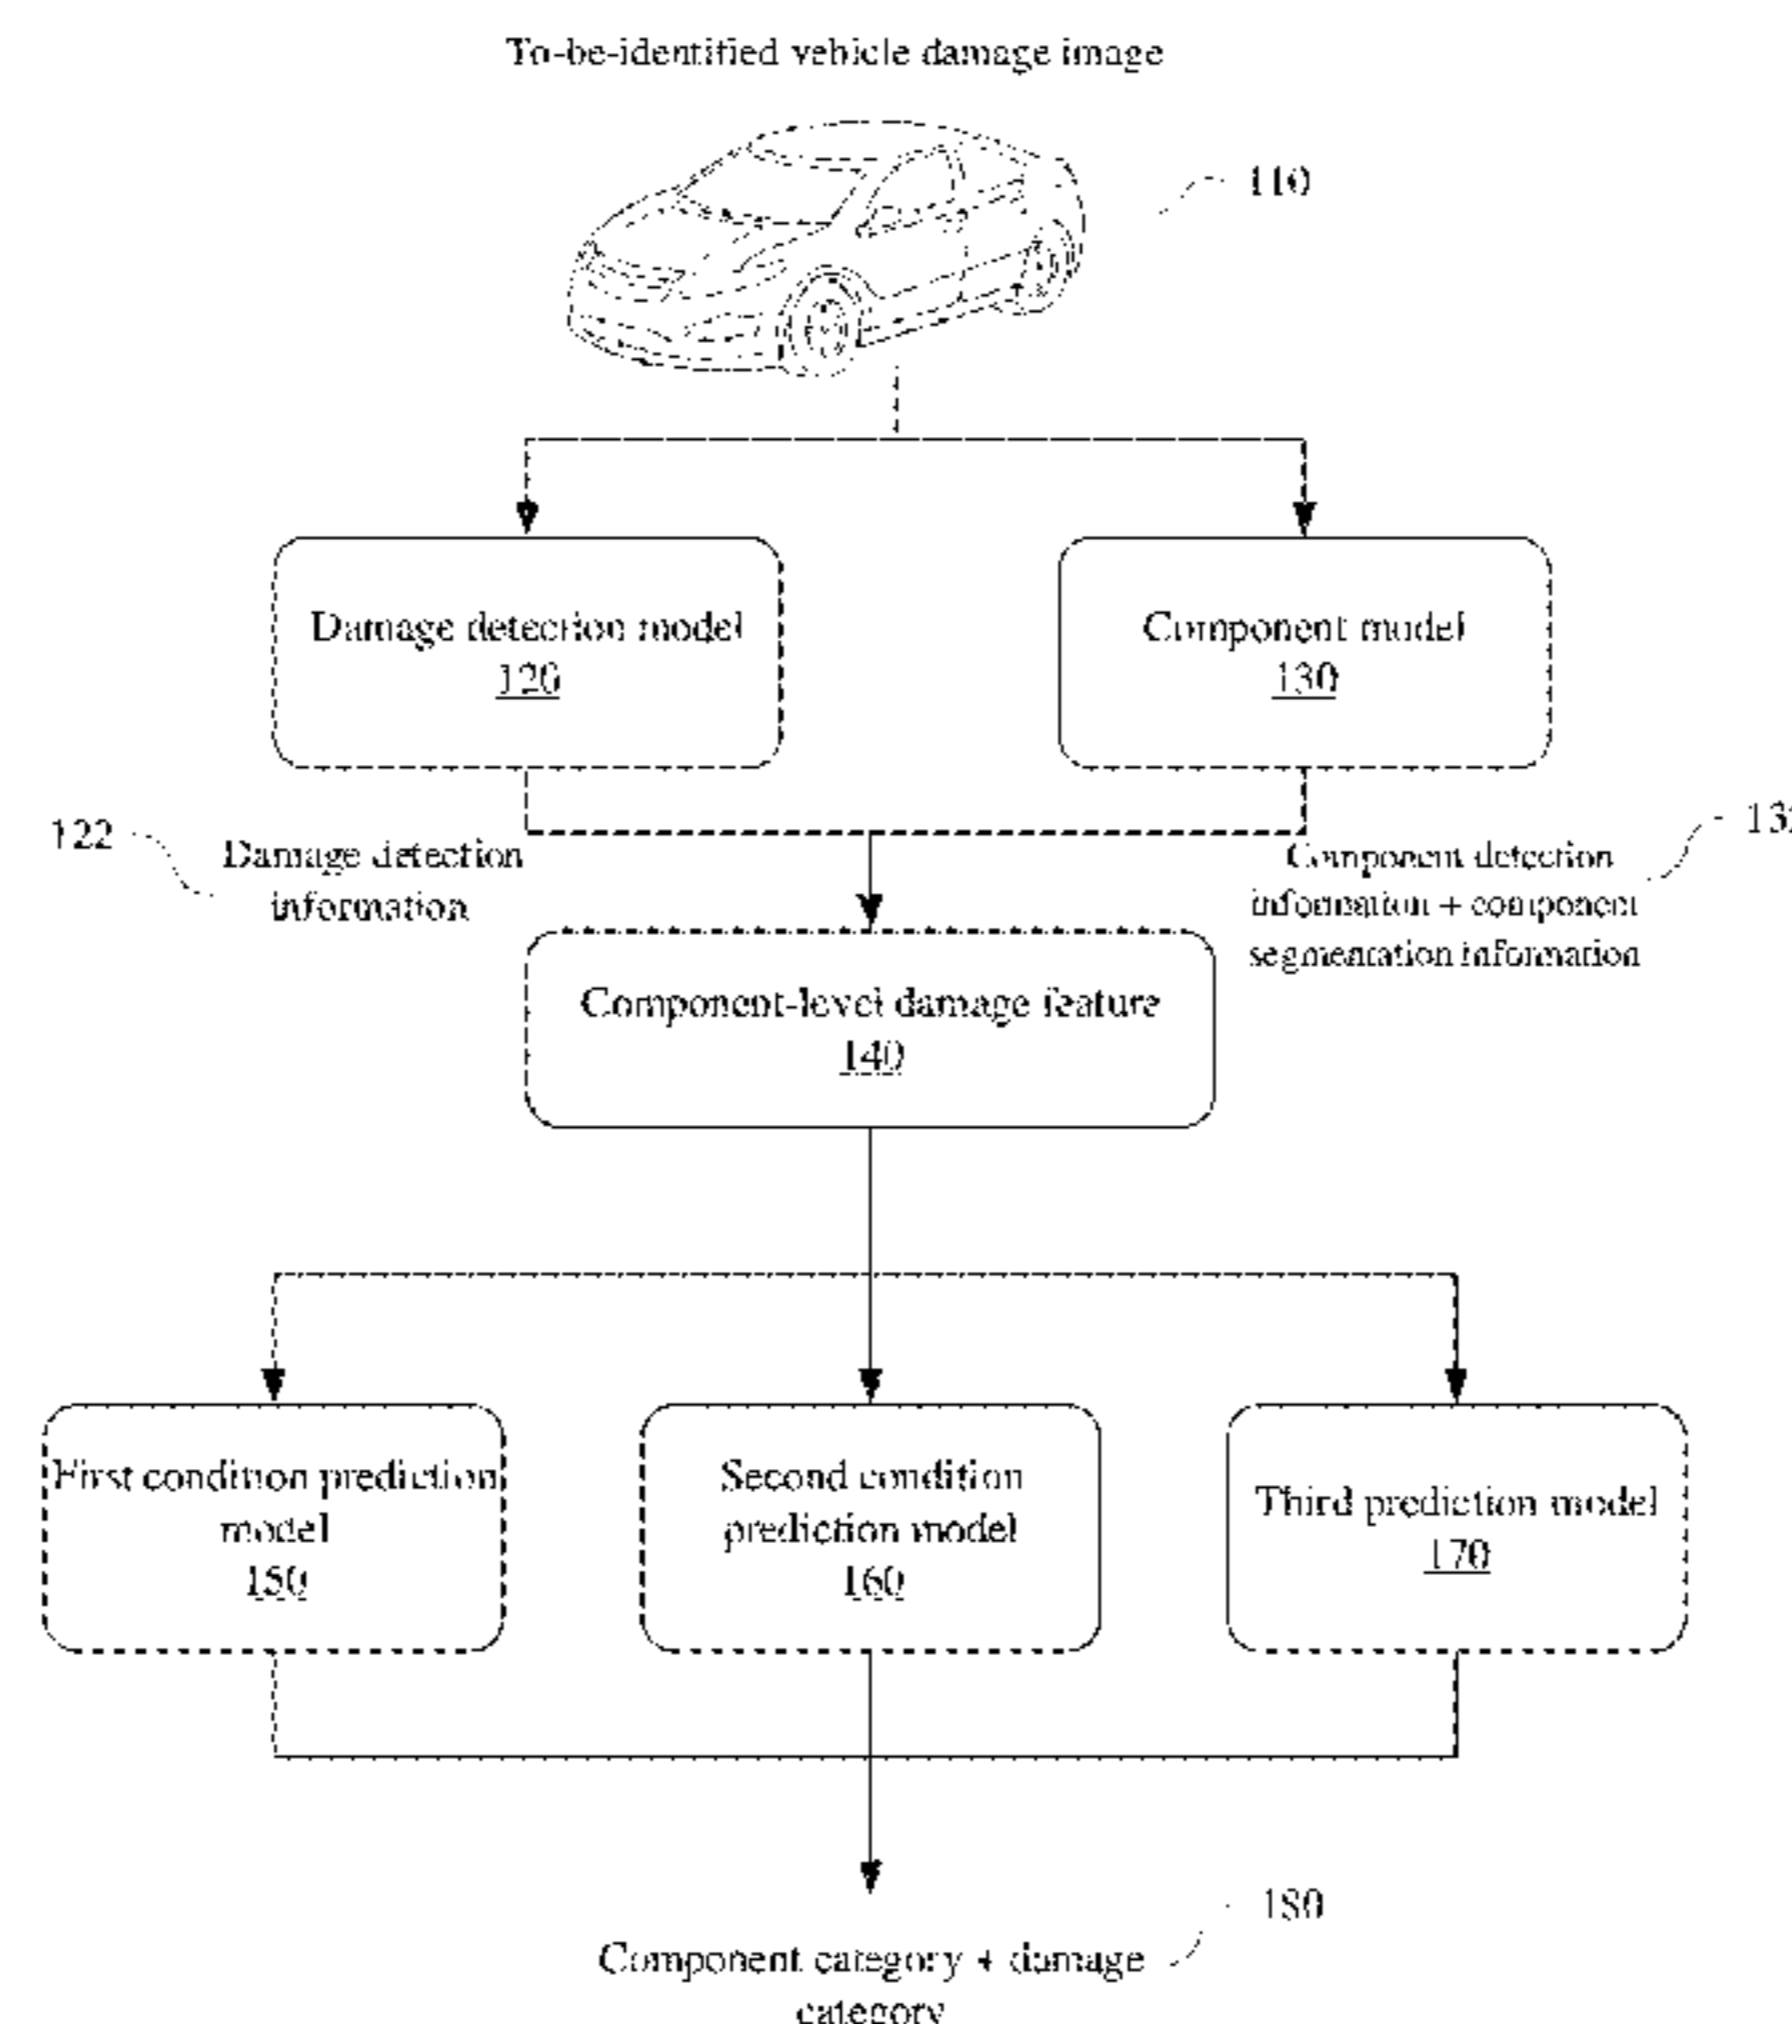 To-be-identified vehicle damage image
110
Damage detection model
120
Component model
130
122
Damage detection
information
Component detection
information + component
segmentation information
Component-level damage feature
140
First condition prediction
model
150
Second condition
prediction model
160
Third prediction model
170
180
Component category + damage
category